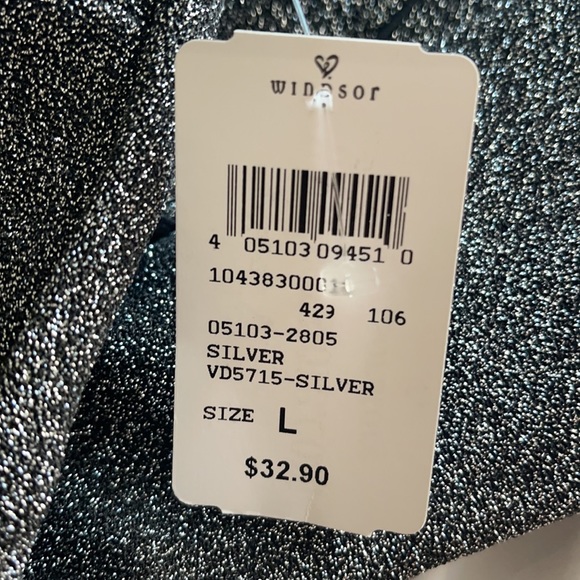 WINDSOR
4 05103 09451 0
429 106
05103-2805
SILVER
VD5715-SILVER
SIZE L
$32.90